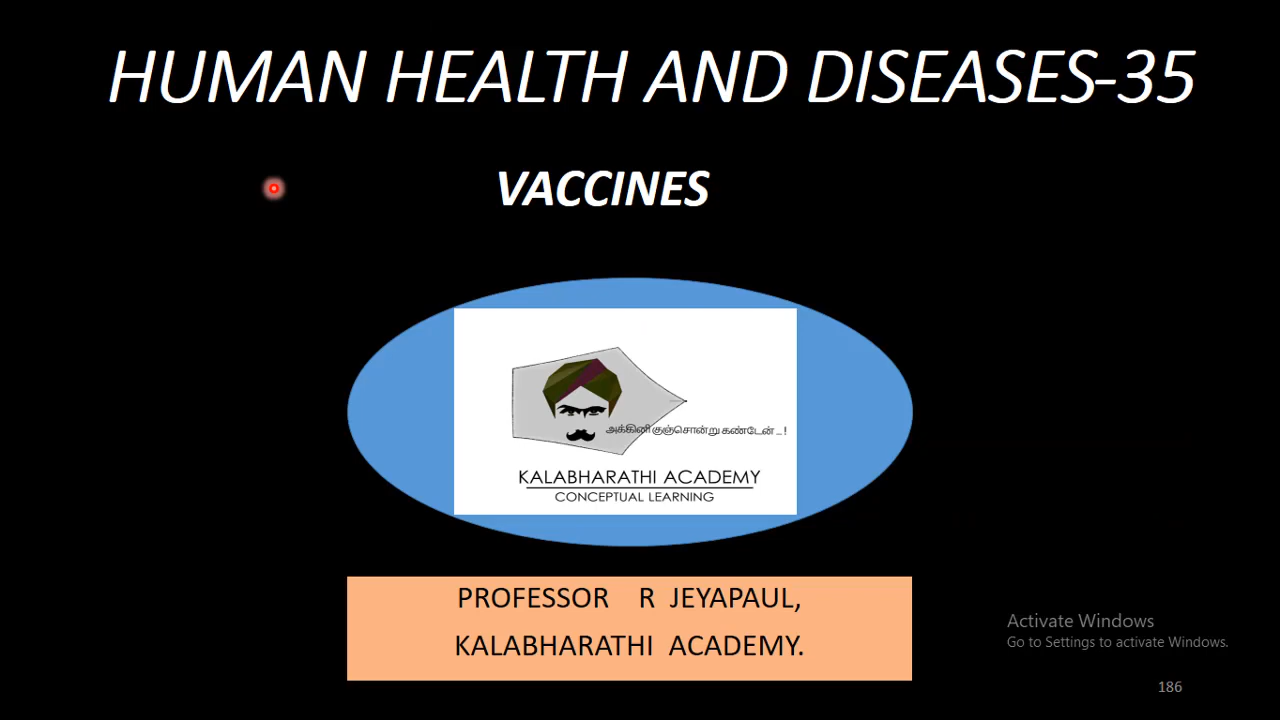 HUMAN HEALTH AND DISEASES-35
VACCINES
அக்கினி குஞ்சொன்று கண்டேன் ...!
KALABHARATHI ACADEMY
CONCEPTUAL LEARNING
PROFESSOR R JEYAPAUL,
KALABHARATHI ACADEMY.
Activate Windows
Go to Settings to activate Windows.
186